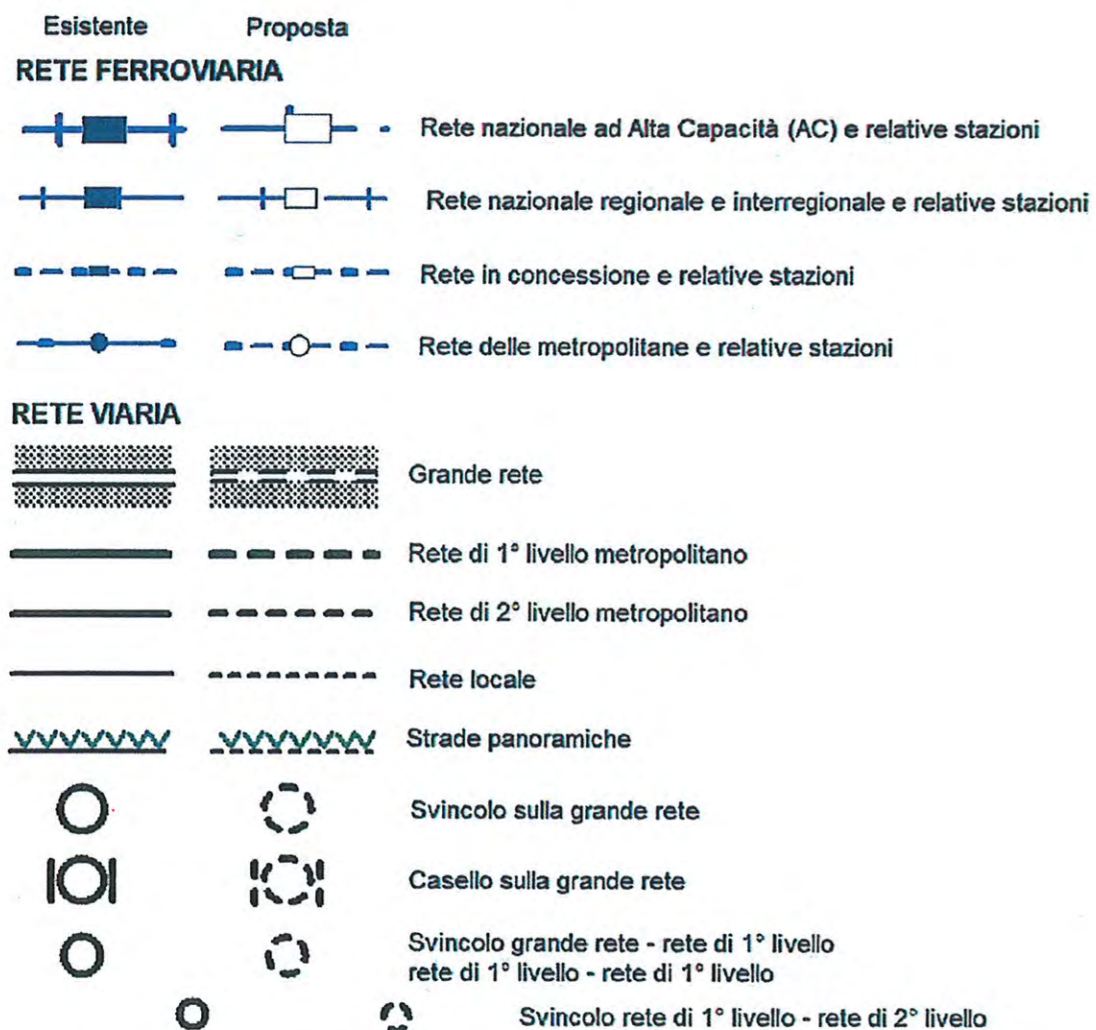 Esistente Proposta
RETE FERROVIARIA
Rete nazionale ad Alta Capacità (AC) e relative stazioni
Rete nazionale regionale e interregionale e relative stazioni
Rete in concessione e relative stazioni
Rete delle metropolitane e relative stazioni
RETE VIARIA
Grande rete
Rete di 1° livello metropolitano
Rete di 2° livello metropolitano
Rete locale
Strade panoramiche
Svincolo sulla grande rete
Casello sulla grande rete
Svincolo grande rete - rete di 1° livello
rete di 1° livello - rete di 1° livello
Svincolo rete di 1° livello - rete di 2° livello